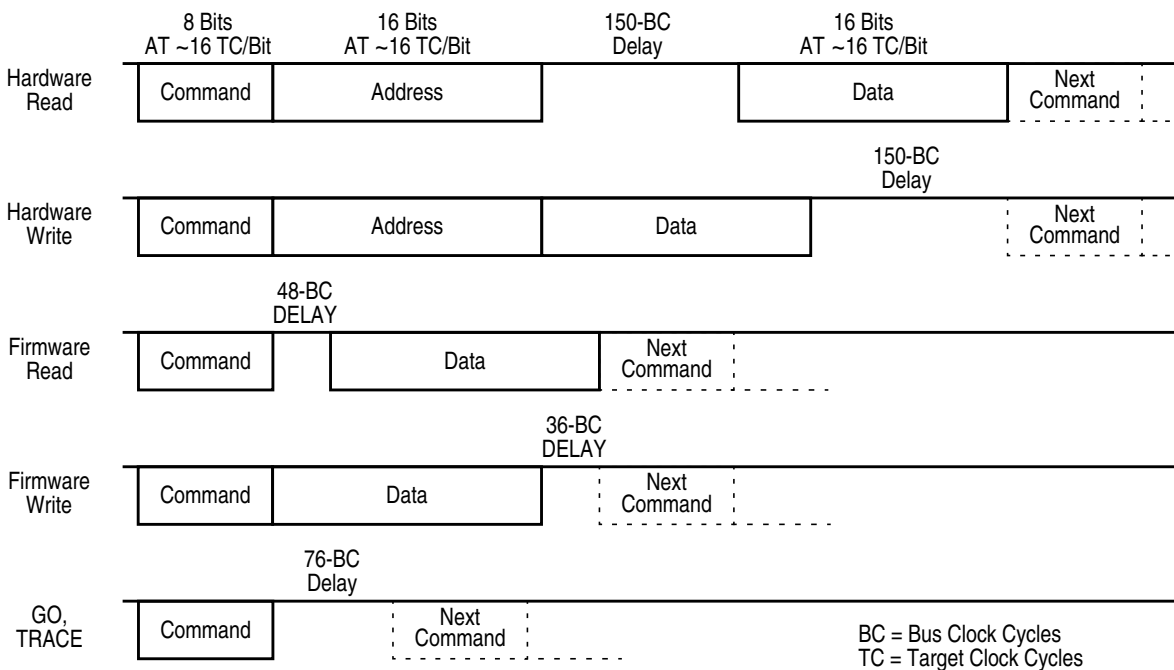 8 Bits
AT ~16 TC/Bit
16 Bits
AT ~16 TC/Bit
150-BC
Delay
16 Bits
AT ~16 TC/Bit
Hardware
Read
Command
Address
Data
Next
Command
150-BC
Delay
Hardware
Write
Command
Address
Data
Next
Command
48-BC
DELAY
Firmware
Read
Command
Data
Next
Command
36-BC
DELAY
Firmware
Write
Command
Data
Next
Command
76-BC
Delay
GO,
TRACE
Command
Next
Command
BC = Bus Clock Cycles
TC = Target Clock Cycles